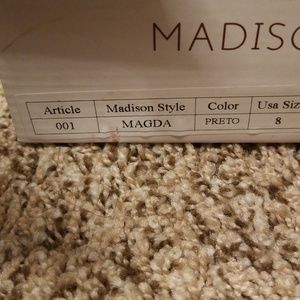 MADISO
Article Madison Style Color Usa Siz
001 MAGDA PRETO 8